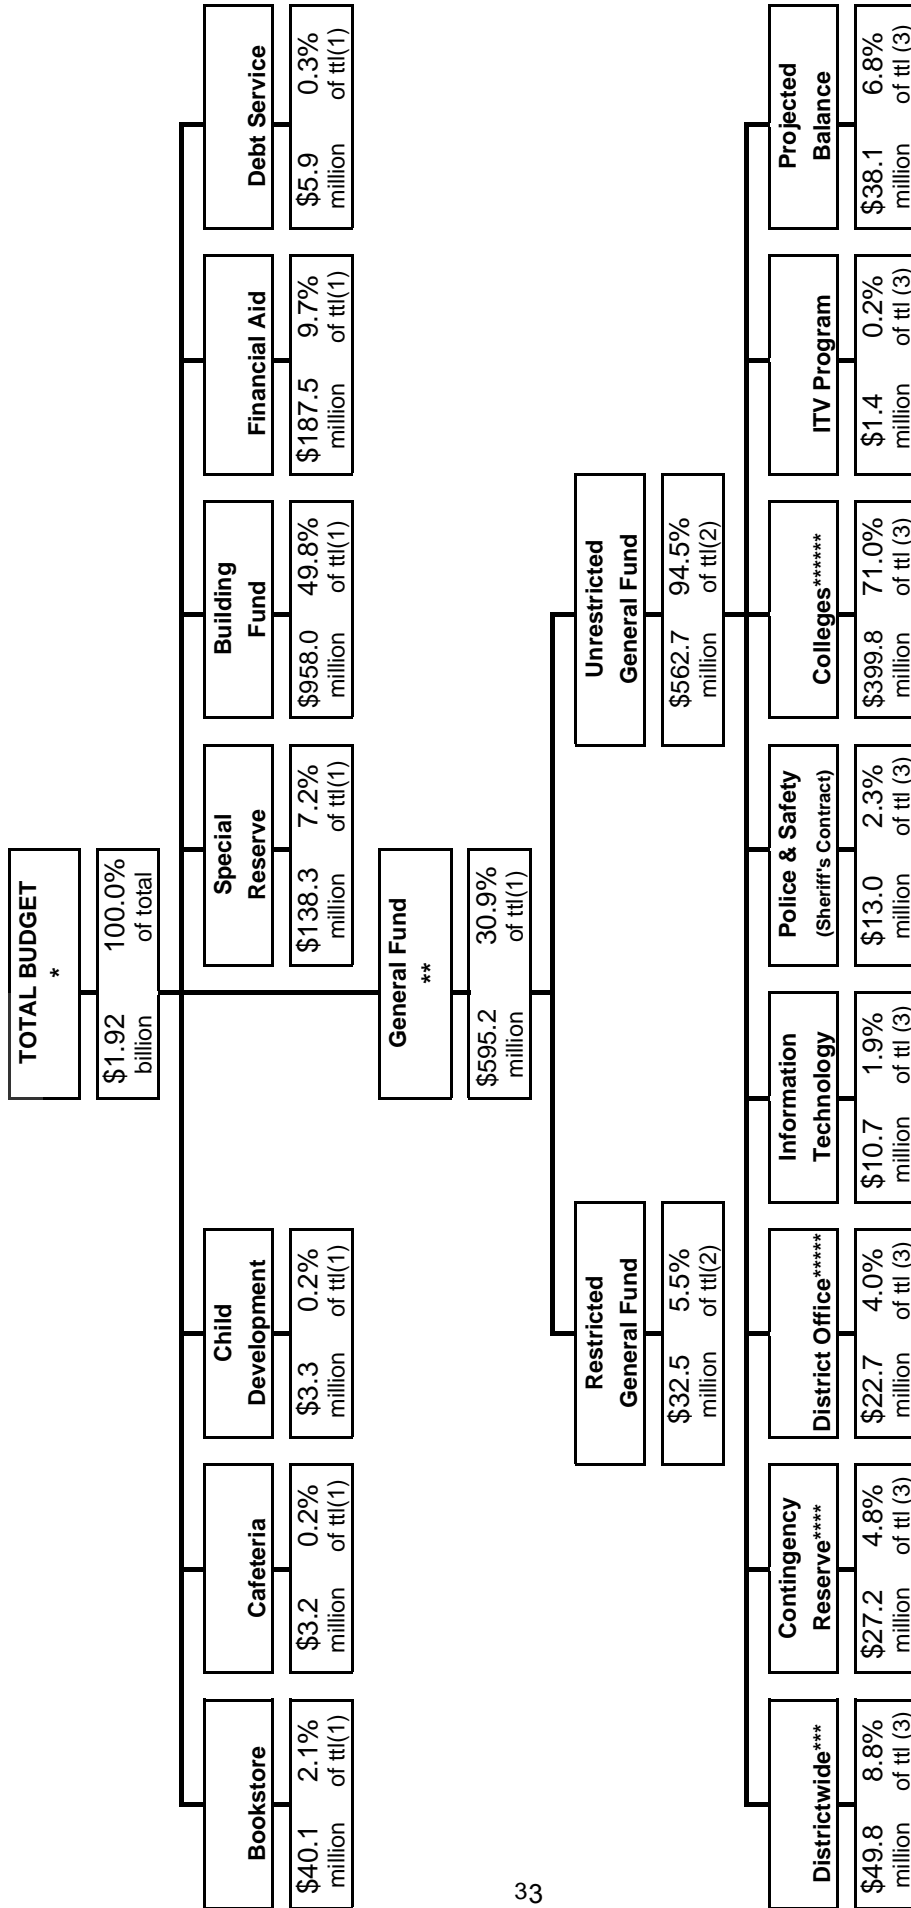 TOTAL BUDGET
*
$1.92 100.0%
billion of total
Bookstore
$40.1 2.1%
million of ttl(1)
Cafeteria
$3.2 0.2%
million of ttl(1)
Child
Development
$3.3 0.2%
million of ttl(1)
Special
Reserve
$138.3 7.2%
million of ttl(1)
Building
Fund
$958.0 49.8%
million of ttl(1)
Financial Aid
$187.5 9.7%
million of ttl(1)
Debt Service
$5.9 0.3%
million of ttl(1)
General Fund
**
$595.2 30.9%
million of ttl(1)
Restricted
General Fund
$32.5 5.5%
million of ttl(2)
Unrestricted
General Fund
$562.7 94.5%
million of ttl(2)
Districtwide***
$49.8 8.8%
million of ttl (3)
Contingency
Reserve****
$27.2 4.8%
million of ttl (3)
District Office*****
$22.7 4.0%
million of ttl (3)
Information
Technology
$10.7 1.9%
million of ttl (3)
Police & Safety
(Sheriff's Contract)
$13.0 2.3%
million of ttl (3)
Colleges******
$399.8 71.0%
million of ttl (3)
ITV Program
$1.4 0.2%
million of ttl (3)
Projected
Balance
$38.1 6.8%
million of ttl (3)
33